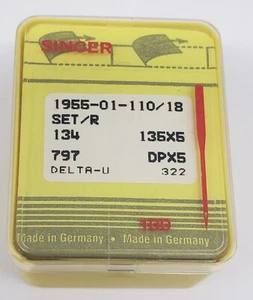 SINGER
1955-01-110/18
SET/R
134 135X5
797 DPX5
DELTA-U 322
Made in Germany Made in Germany